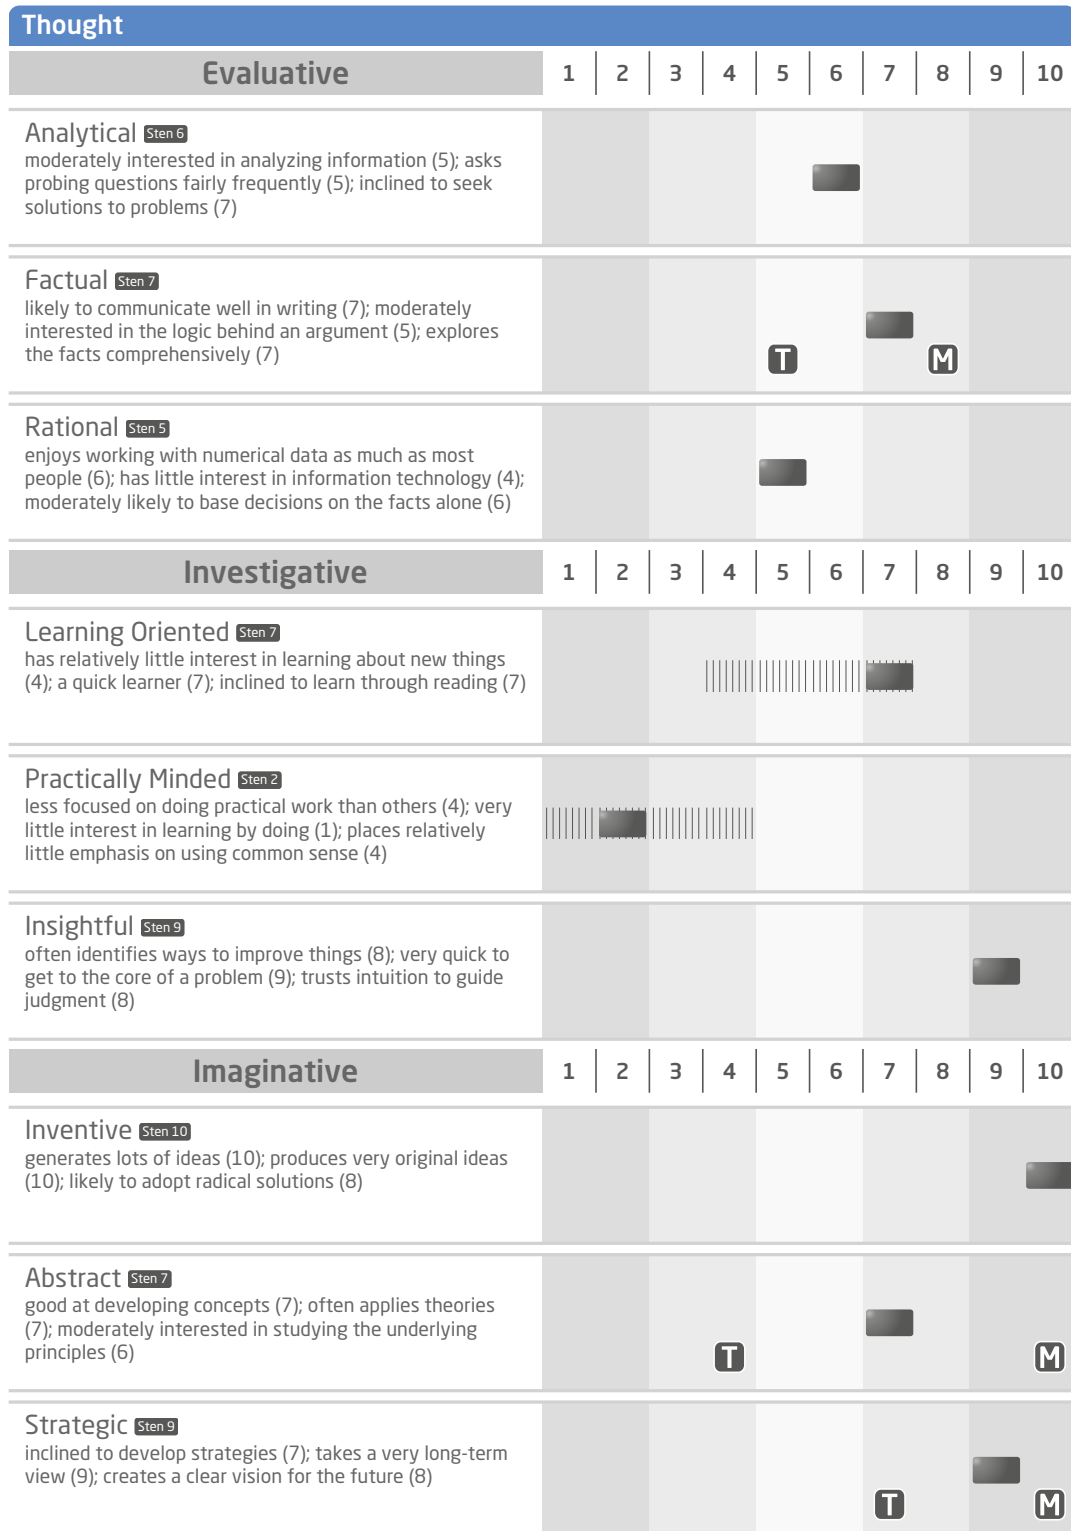 Thought
Evaluative 1 2 3 4 5 6 7 8 9 10
Analytical Sten 6
moderately interested in analyzing information (5); asks
probing questions fairly frequently (5); inclined to seek
solutions to problems (7)
Factual Sten 7
likely to communicate well in writing (7); moderately
interested in the logic behind an argument (5); explores
the facts comprehensively (7)
T M
Rational Sten 5
enjoys working with numerical data as much as most
people (6); has little interest in information technology (4);
moderately likely to base decisions on the facts alone (6)
Investigative 1 2 3 4 5 6 7 8 9 10
Learning Oriented Sten 7
has relatively little interest in learning about new things
(4); a quick learner (7); inclined to learn through reading (7)
Practically Minded Sten 2
less focused on doing practical work than others (4); very
little interest in learning by doing (1); places relatively
little emphasis on using common sense (4)
Insightful Sten 9
often identifies ways to improve things (8); very quick to
get to the core of a problem (9); trusts intuition to guide
judgment (8)
Imaginative 1 2 3 4 5 6 7 8 9 10
Inventive Sten 10
generates lots of ideas (10); produces very original ideas
(10); likely to adopt radical solutions (8)
Abstract Sten 7
good at developing concepts (7); often applies theories
(7); moderately interested in studying the underlying
principles (6)
T M
Strategic Sten 9
inclined to develop strategies (7); takes a very long-term
view (9); creates a clear vision for the future (8)
T M